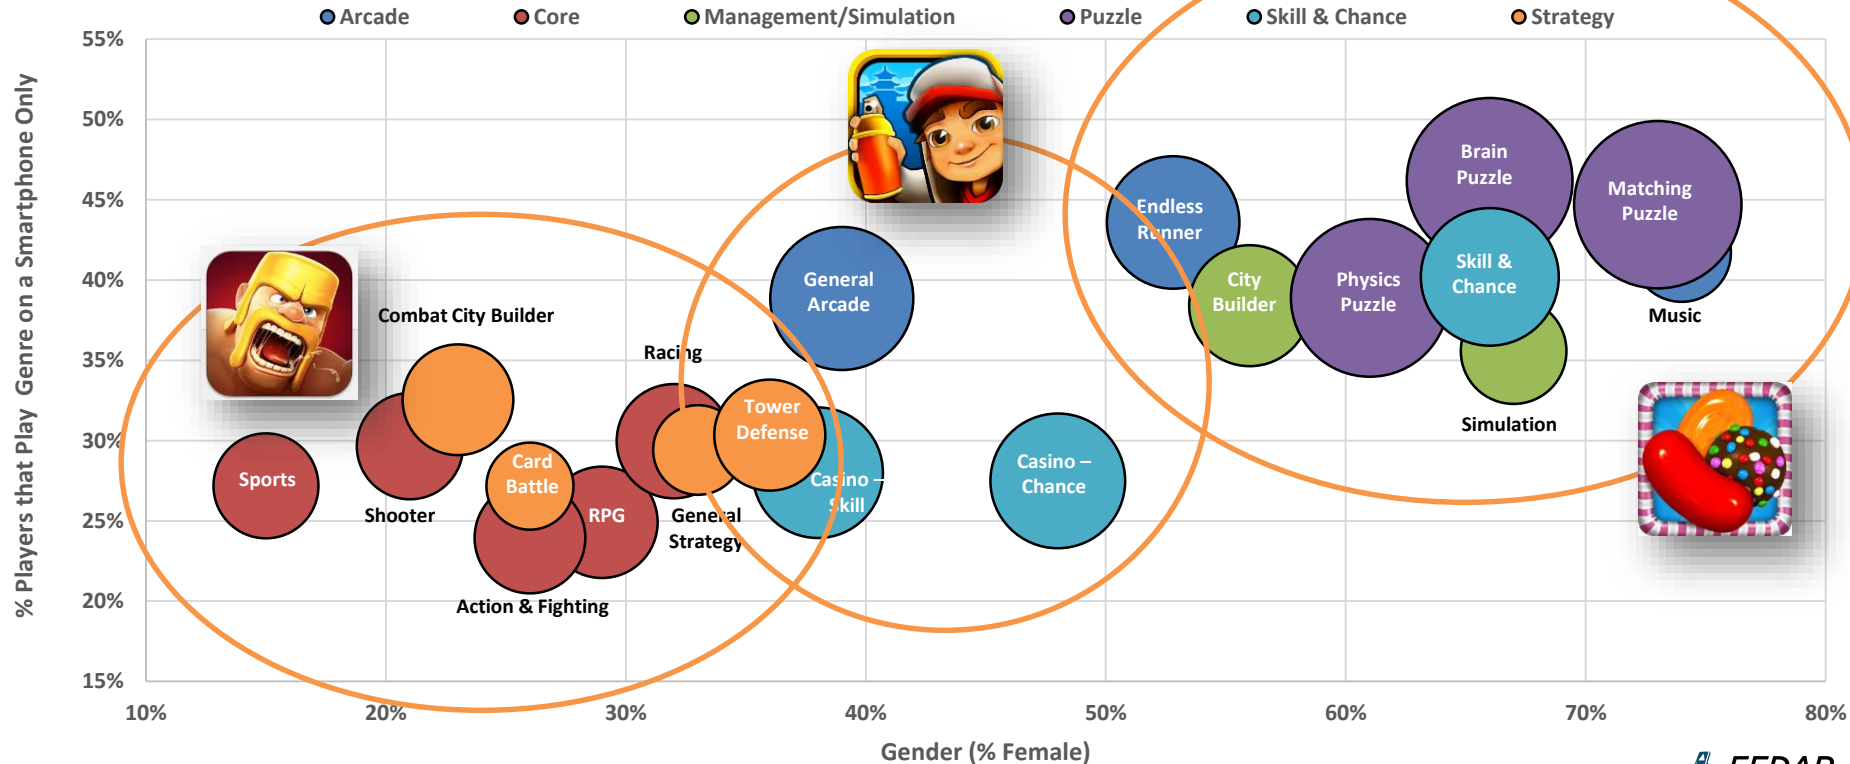 Arcade
Core
Management/Simulation
Puzzle
Skill & Chance
Strategy
% Players that Play Genre on a Smartphone Only
55%
50%
45%
40%
35%
30%
25%
20%
15%
Brain
Puzzle
Matching
Puzzle
Endless
Runner
General
Arcade
City
Builder
Physics
Puzzle
Skill &
Chance
Music
Combat City Builder
Racing
Tower
Defense
Simulation
Sports
Card
Battle
Casino –
Skill
Casino –
Chance
Shooter
RPG
General
Strategy
Action & Fighting
10%
20%
30%
40%
50%
60%
70%
80%
Gender (% Female)